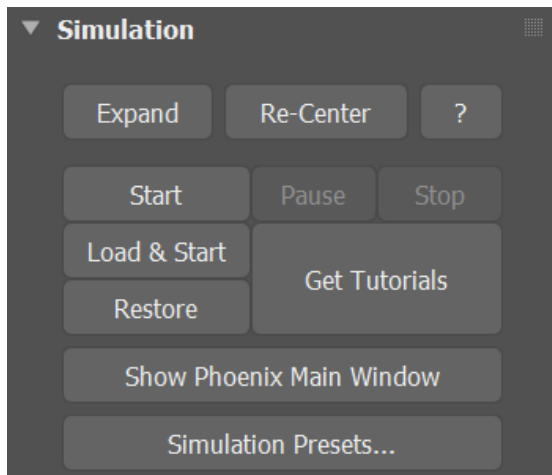 Simulation
Expand Re-Center ?
Start Pause Stop
Load & Start
Get Tutorials
Restore
Show Phoenix Main Window
Simulation Presets...